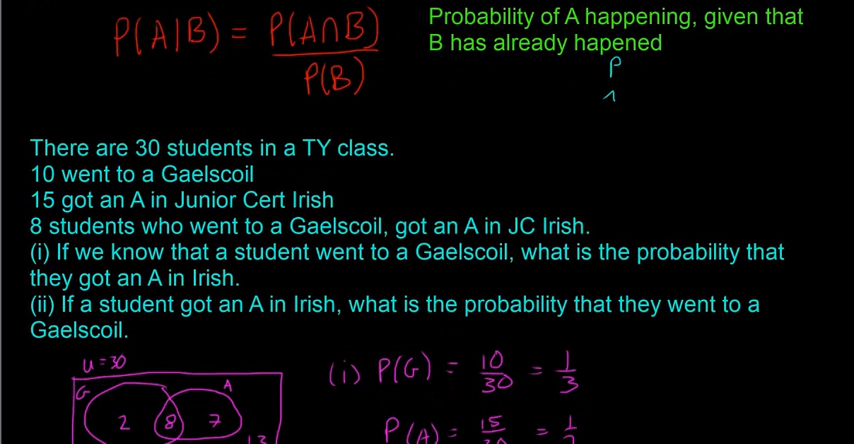 P(A|B) = P(A∩B)
P(B)
Probability of A happening, given that
B has already hapened
P
There are 30 students in a TY class.
10 went to a Gaelscoil
15 got an A in Junior Cert Irish
8 students who went to a Gaelscoil, got an A in JC Irish.
(i) If we know that a student went to a Gaelscoil, what is the probability that
they got an A in Irish.
(ii) If a student got an A in Irish, what is the probability that they went to a
Gaelscoil.
u=30
G A
2 8 7
(i) P(G) = 10/30 = 1/3
P(A) = 15 = 1